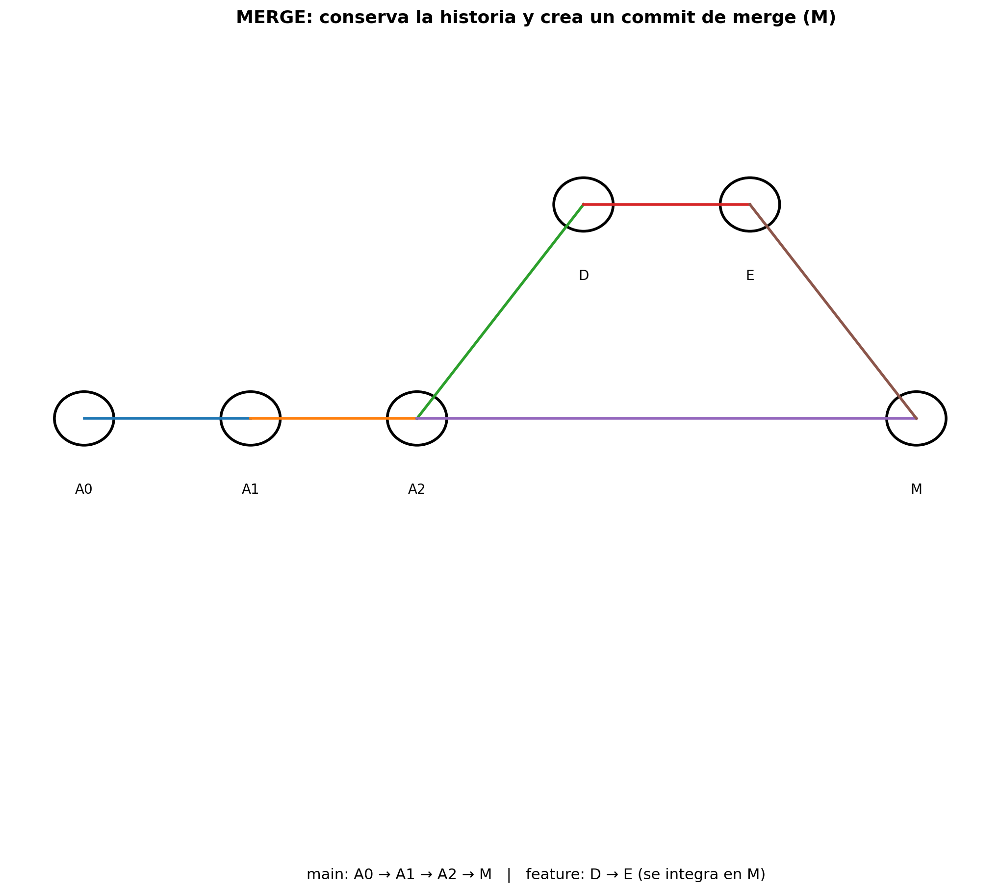 MERGE: conserva la historia y crea un commit de merge (M)
D
E
A0
A1
A2
M
main: A0 → A1 → A2 → M | feature: D → E (se integra en M)